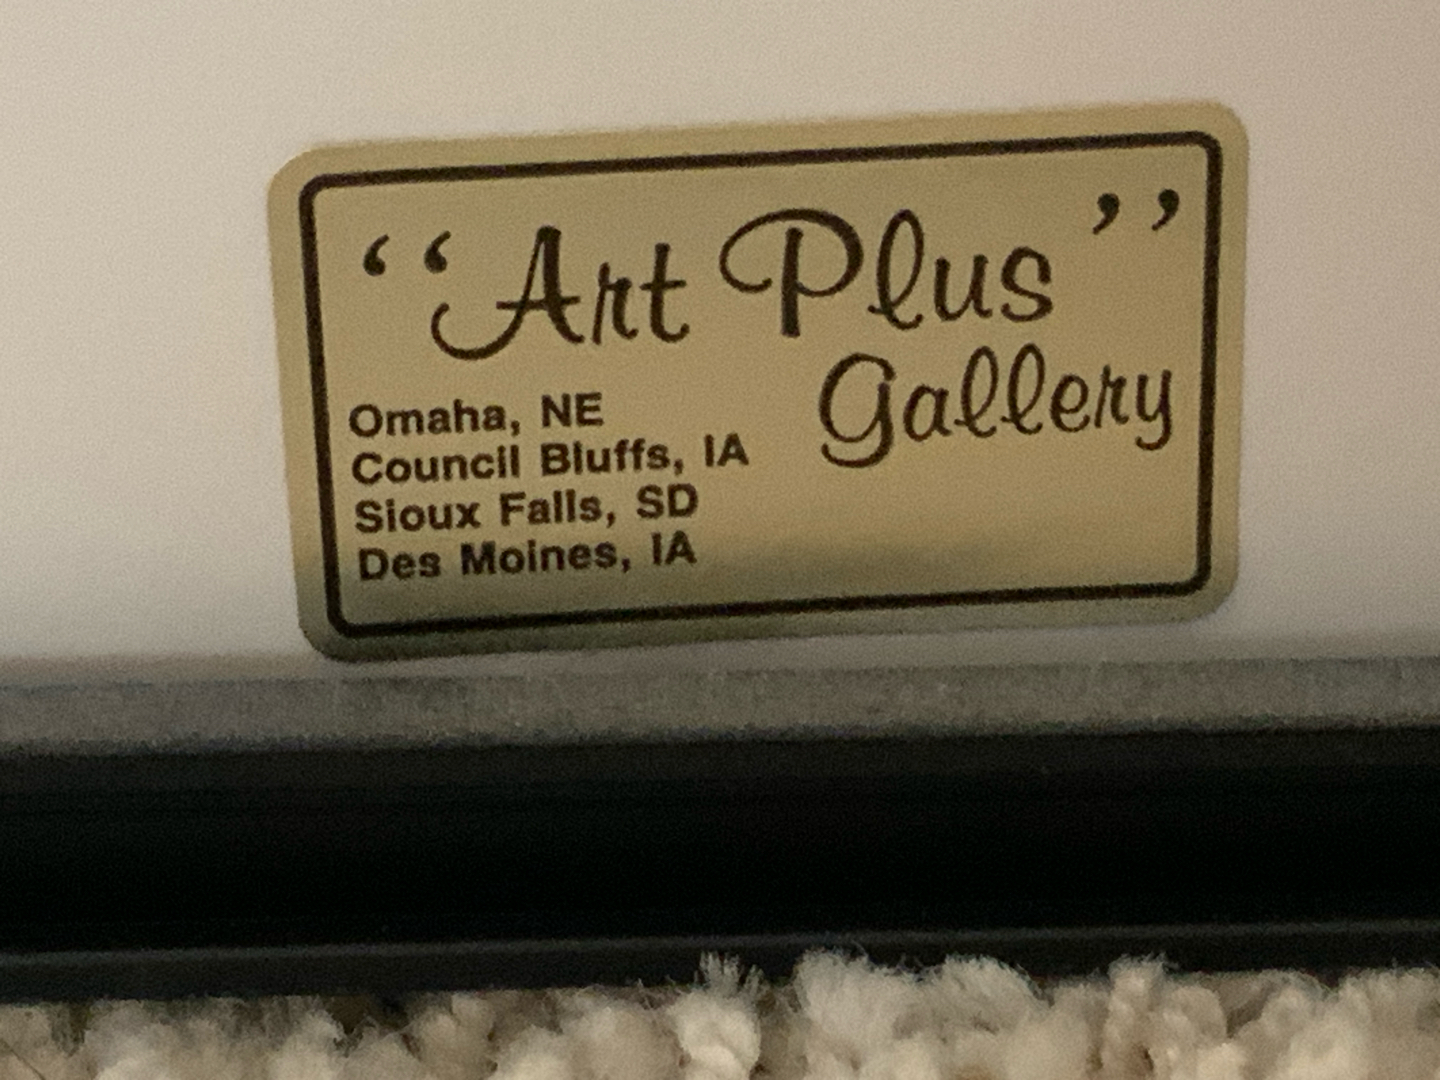 “Art Plus”
Gallery
Omaha, NE
Council Bluffs, IA
Sioux Falls, SD
Des Moines, IA